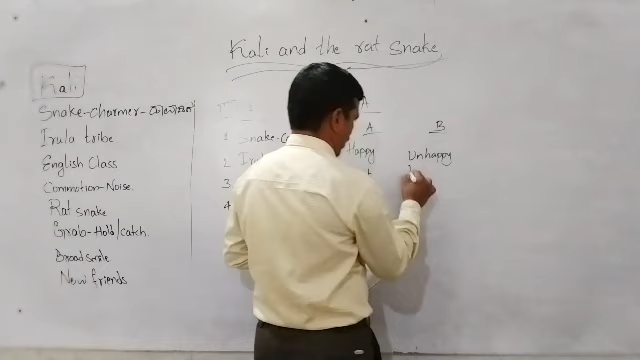 Kali and the rat snake
Kali
Snake-charmer-
Irula tribe
English Class
Commotion-Noise
Rat snake
Grab-Hold/catch.
Broad smile
New friends
A
A
B
1 Snake-
Happy
Unhappy
2
3
4